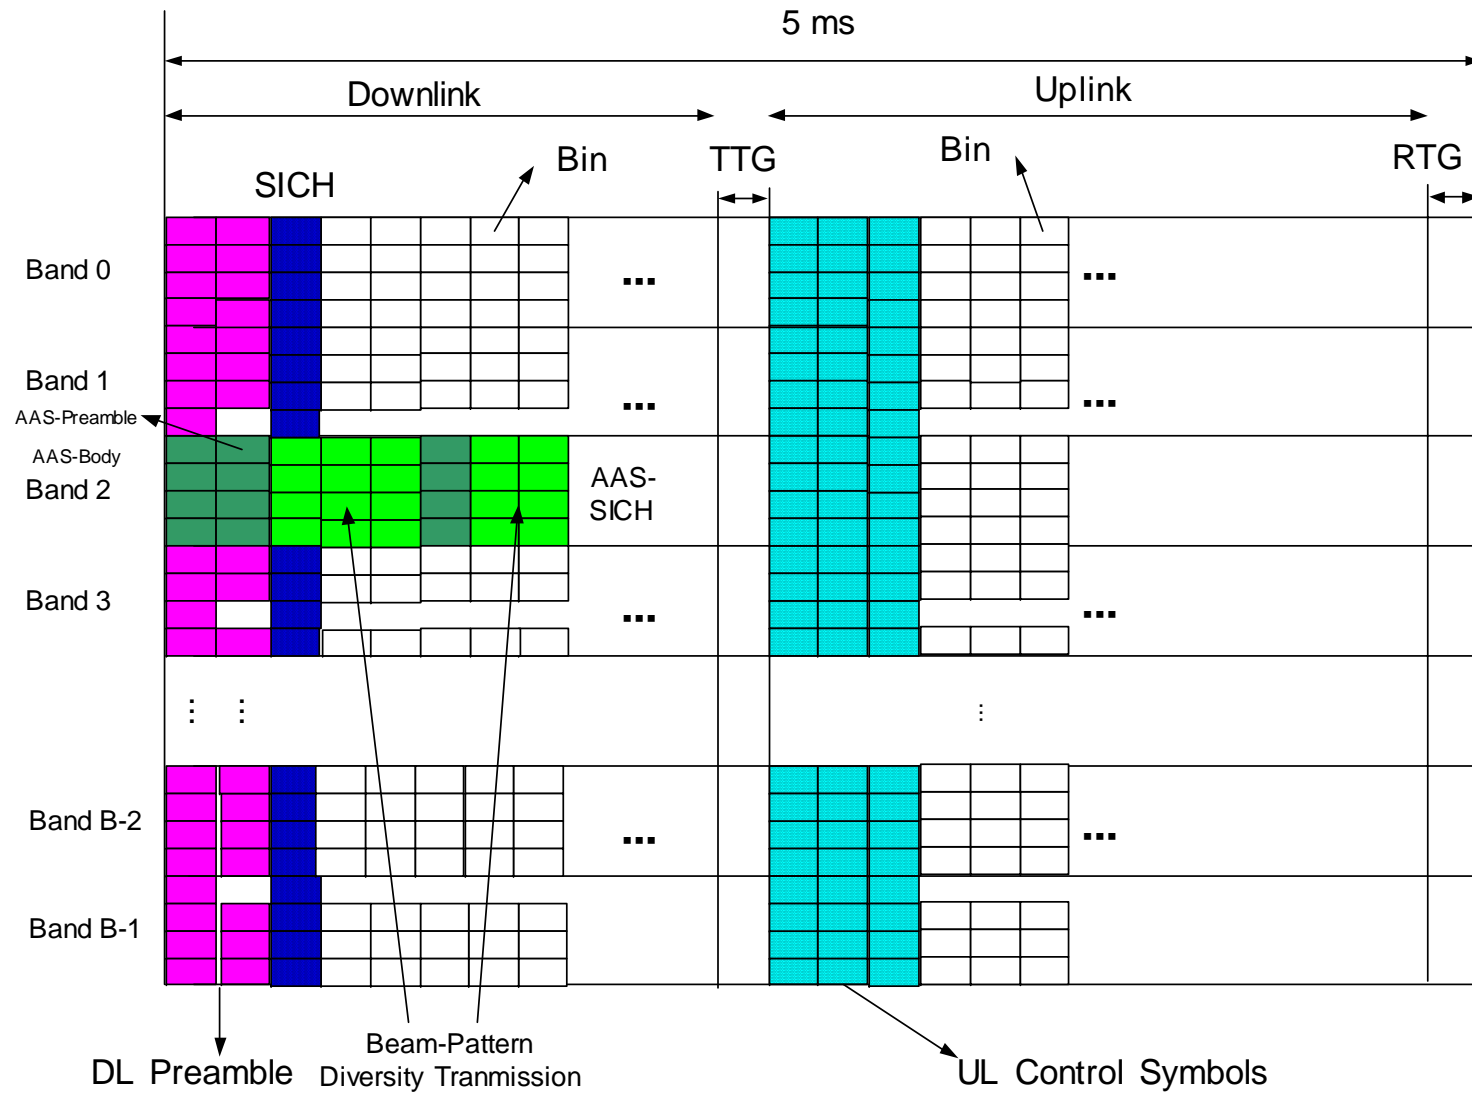 5 ms
Downlink
Uplink
Bin
TTG
Bin
RTG
SICH
Band 0
...
...
Band 1
...
...
AAS-Preamble
AAS-Body
Band 2
AAS-
SICH
Band 3
...
...
⋮ ⋮
⋮
Band B-2
...
...
Band B-1
Beam-Pattern
Diversity Tranmission
DL Preamble
UL Control Symbols